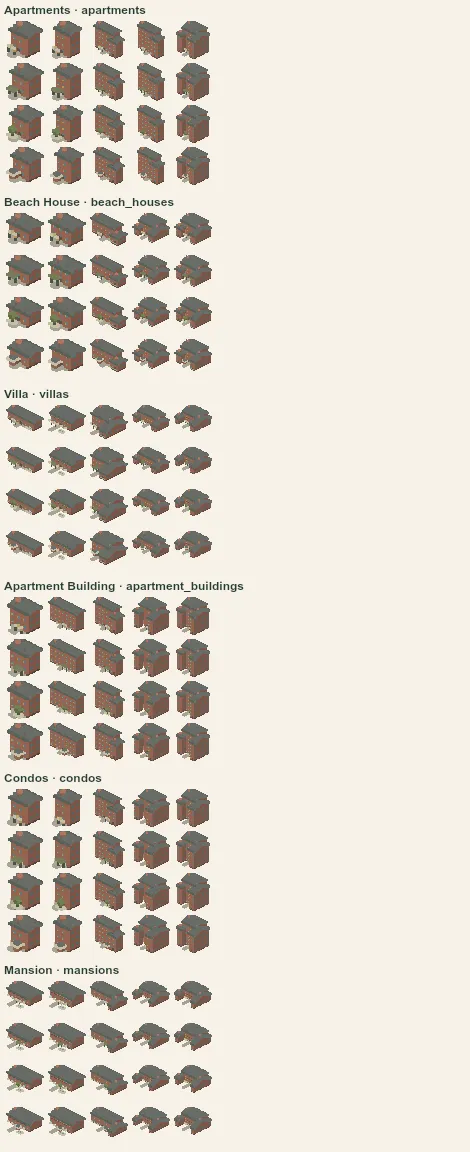 Apartments · apartments
Beach House · beach_houses
Villa · villas
Apartment Building · apartment_buildings
Condos · condos
Mansion · mansions